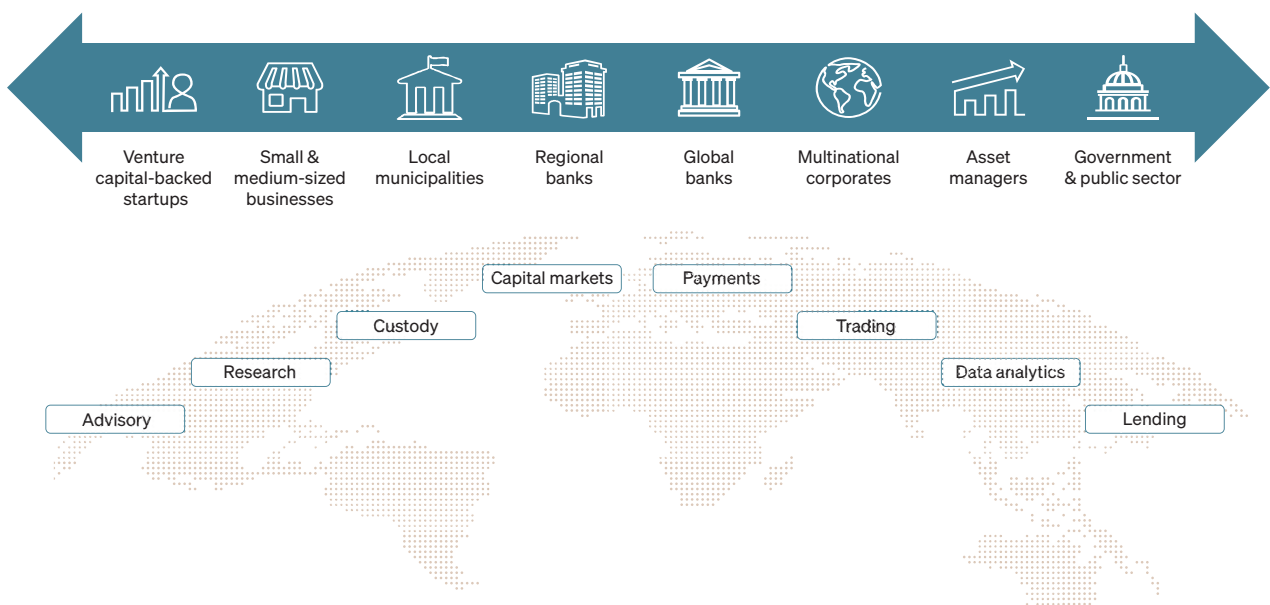 Venture
capital-backed
startups
Small &
medium-sized
businesses
Local
municipalities
Regional
banks
Global
banks
Multinational
corporates
Asset
managers
Government
& public sector
Capital markets
Payments
Custody
Trading
Research
Data analytics
Advisory
Lending